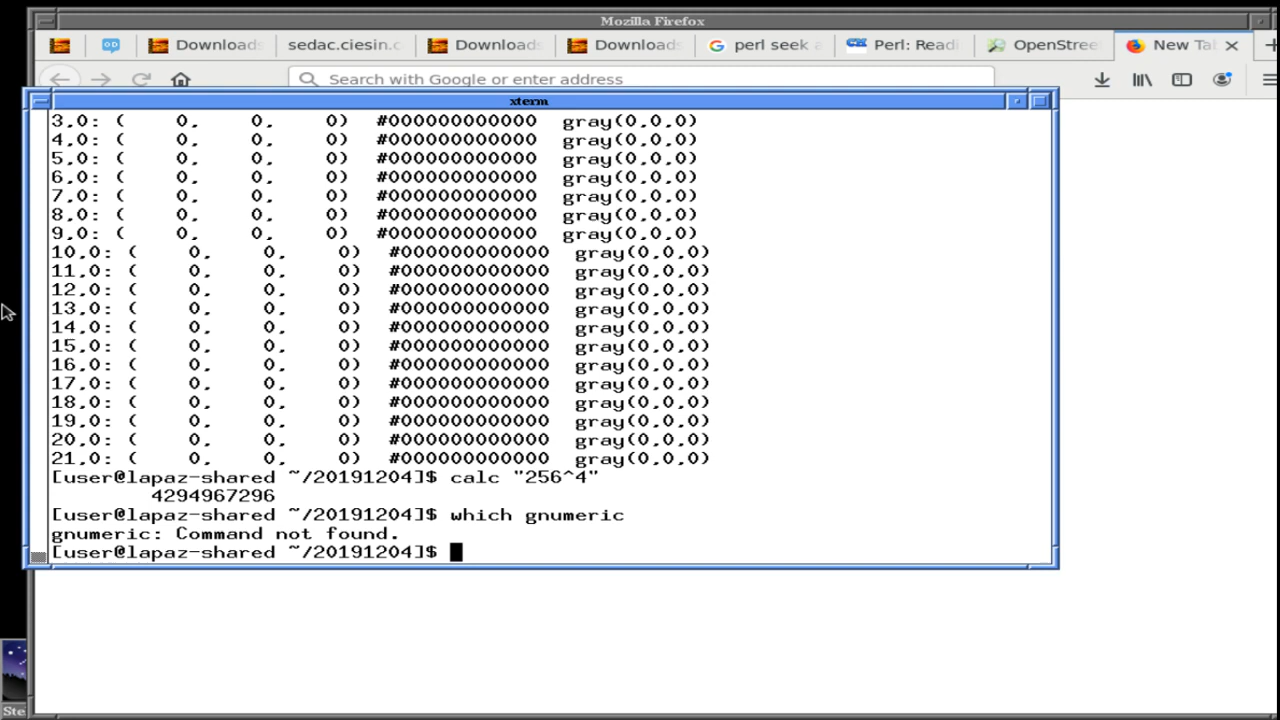 Mozilla Firefox
Downloads sedac.ciesin.c Downloads Downloads perl seek a Perl: Readi OpenStree New Ta
Search with Google or enter address
xterm
3,0: (    0,    0,    0)  #000000000000  gray(0,0,0)
4,0: (    0,    0,    0)  #000000000000  gray(0,0,0)
5,0: (    0,    0,    0)  #000000000000  gray(0,0,0)
6,0: (    0,    0,    0)  #000000000000  gray(0,0,0)
7,0: (    0,    0,    0)  #000000000000  gray(0,0,0)
8,0: (    0,    0,    0)  #000000000000  gray(0,0,0)
9,0: (    0,    0,    0)  #000000000000  gray(0,0,0)
10,0: (    0,    0,    0)  #000000000000  gray(0,0,0)
11,0: (    0,    0,    0)  #000000000000  gray(0,0,0)
12,0: (    0,    0,    0)  #000000000000  gray(0,0,0)
13,0: (    0,    0,    0)  #000000000000  gray(0,0,0)
14,0: (    0,    0,    0)  #000000000000  gray(0,0,0)
15,0: (    0,    0,    0)  #000000000000  gray(0,0,0)
16,0: (    0,    0,    0)  #000000000000  gray(0,0,0)
17,0: (    0,    0,    0)  #000000000000  gray(0,0,0)
18,0: (    0,    0,    0)  #000000000000  gray(0,0,0)
19,0: (    0,    0,    0)  #000000000000  gray(0,0,0)
20,0: (    0,    0,    0)  #000000000000  gray(0,0,0)
21,0: (    0,    0,    0)  #000000000000  gray(0,0,0)
[user@lapaz-shared ~/20191204]$ calc "256^4"
4294967296
[user@lapaz-shared ~/20191204]$ which gnumeric
gnumeric: Command not found.
[user@lapaz-shared ~/20191204]$
Ste